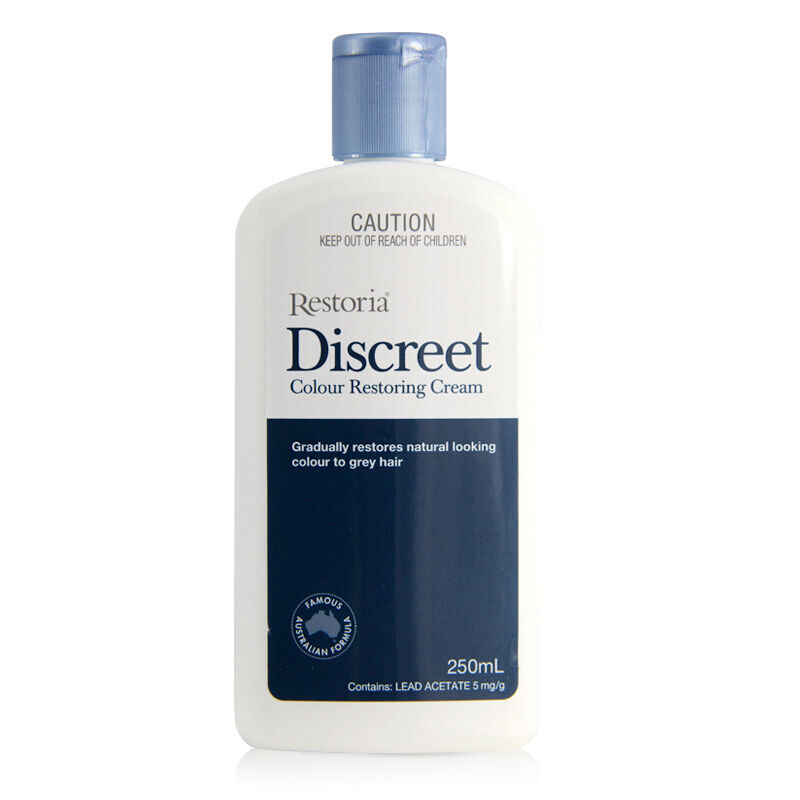 CAUTION
KEEP OUT OF REACH OF CHILDREN
Restoria®
Discreet
Colour Restoring Cream
Gradually restores natural looking
colour to grey hair
FAMOUS
AUSTRALIAN FORMULA
250mL
Contains: LEAD ACETATE 5 mg/g